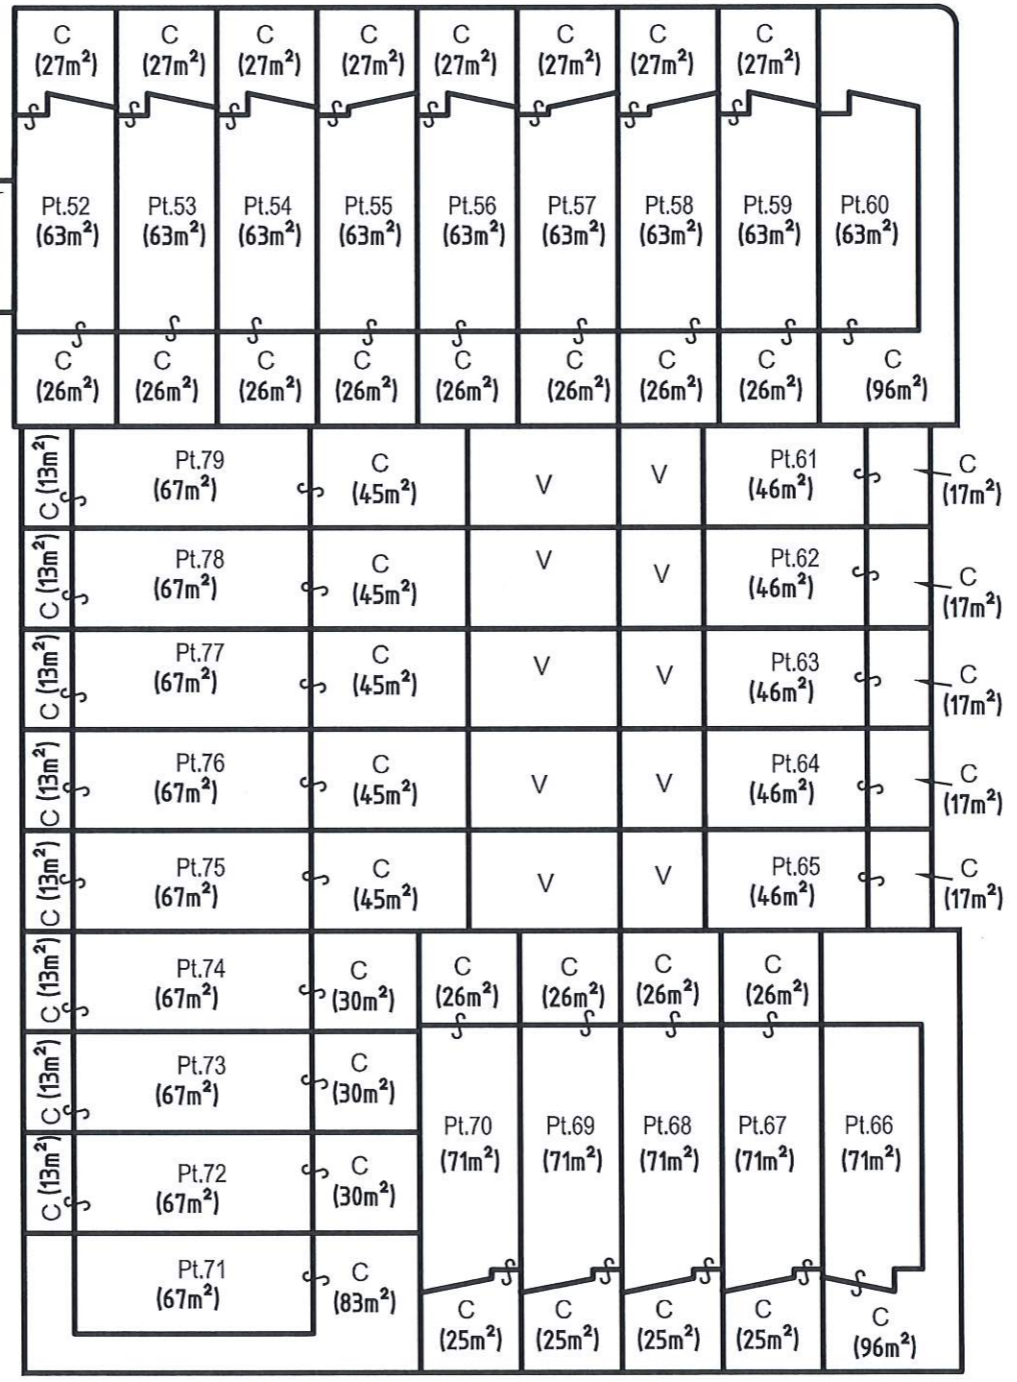 C C C C C C C C
(27m²) (27m²) (27m²) (27m²) (27m²) (27m²) (27m²) (27m²)
Pt.52 Pt.53 Pt.54 Pt.55 Pt.56 Pt.57 Pt.58 Pt.59 Pt.60
(63m²) (63m²) (63m²) (63m²) (63m²) (63m²) (63m²) (63m²) (63m²)
C C C C C C C C C
(26m²) (26m²) (26m²) (26m²) (26m²) (26m²) (26m²) (26m²) (96m²)
C (13m²)
Pt.79
(67m²)
C
(45m²)
V
V
Pt.61
(46m²)
C
(17m²)
C (13m²)
Pt.78
(67m²)
C
(45m²)
V
V
Pt.62
(46m²)
C
(17m²)
C (13m²)
Pt.77
(67m²)
C
(45m²)
V
V
Pt.63
(46m²)
C
(17m²)
C (13m²)
Pt.76
(67m²)
C
(45m²)
V
V
Pt.64
(46m²)
C
(17m²)
C (13m²)
Pt.75
(67m²)
C
(45m²)
V
V
Pt.65
(46m²)
C
(17m²)
C (13m²)
Pt.74
(67m²)
C
(30m²)
C C C C
(26m²) (26m²) (26m²) (26m²)
C (13m²)
Pt.73
(67m²)
C
(30m²)
C (13m²)
Pt.72
(67m²)
C
(30m²)
Pt.70 Pt.69 Pt.68 Pt.67 Pt.66
(71m²) (71m²) (71m²) (71m²) (71m²)
Pt.71
(67m²)
C
(83m²)
C C C C C
(25m²) (25m²) (25m²) (25m²) (96m²)